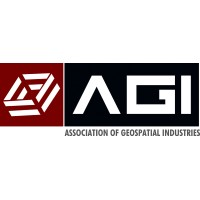 AGI
ASSOCIATION OF GEOSPATIAL INDUSTRIES